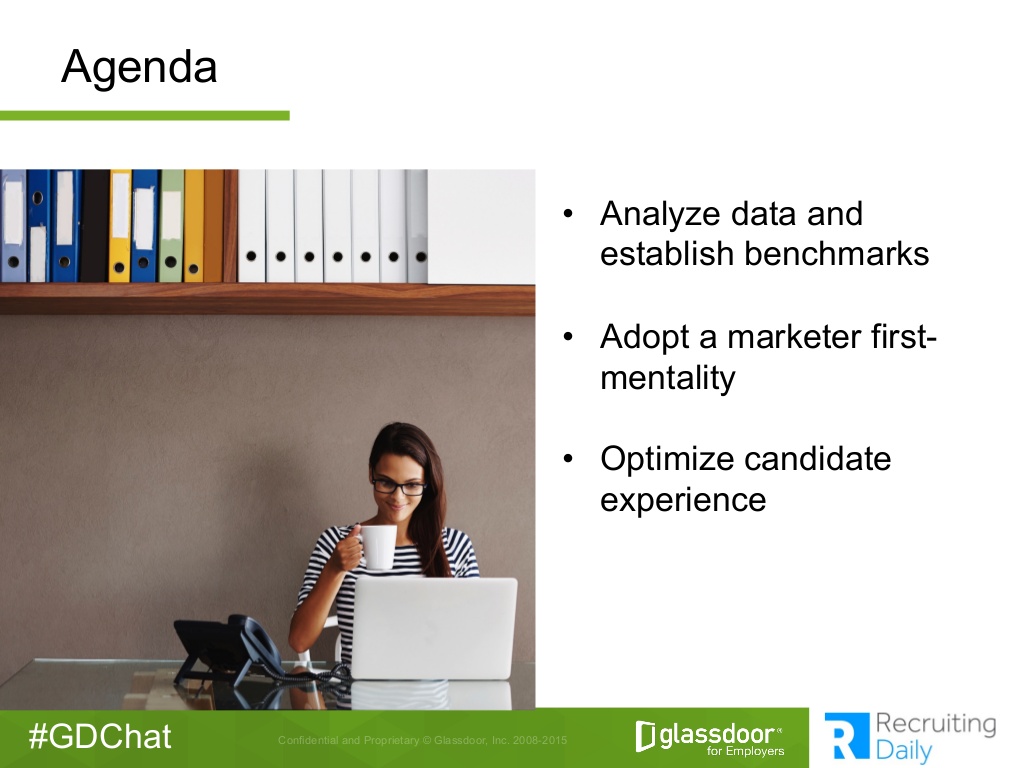 Agenda
• Analyze data and
establish benchmarks
• Adopt a marketer first-
mentality
• Optimize candidate
experience
#GDChat
Confidential and Proprietary © Glassdoor, Inc. 2008-2015
glassdoor®
for Employers
Recruiting
Daily